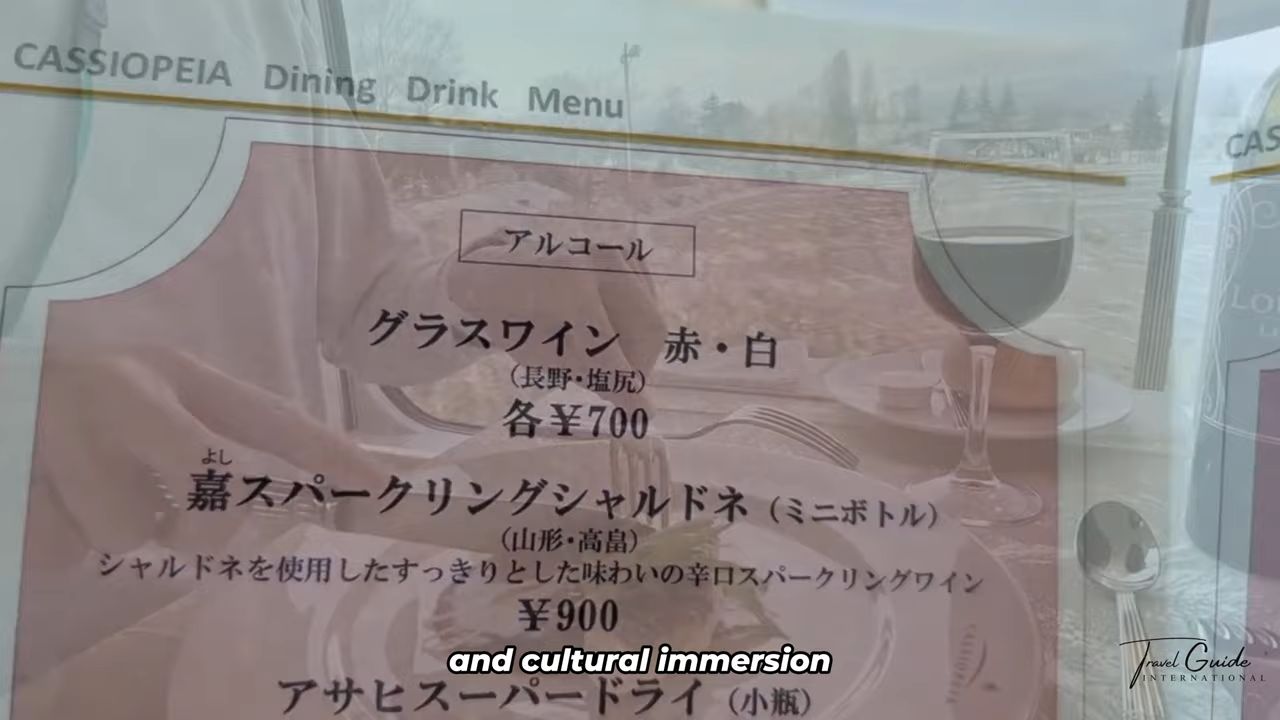 CASSIOPEIA Dining Drink Menu
CAS
アルコール
グラスワイン 赤・白
(長野・塩尻)
各¥700
よし
嘉スパークリングシャルドネ(ミニボトル)
(山形・高畠)
シャルドネを使用したすっきりとした味わいの辛口スパークリングワイン
¥900
and cultural immersion
アサヒスーパードライ(小瓶)
Travel Guide
INTERNATIONAL